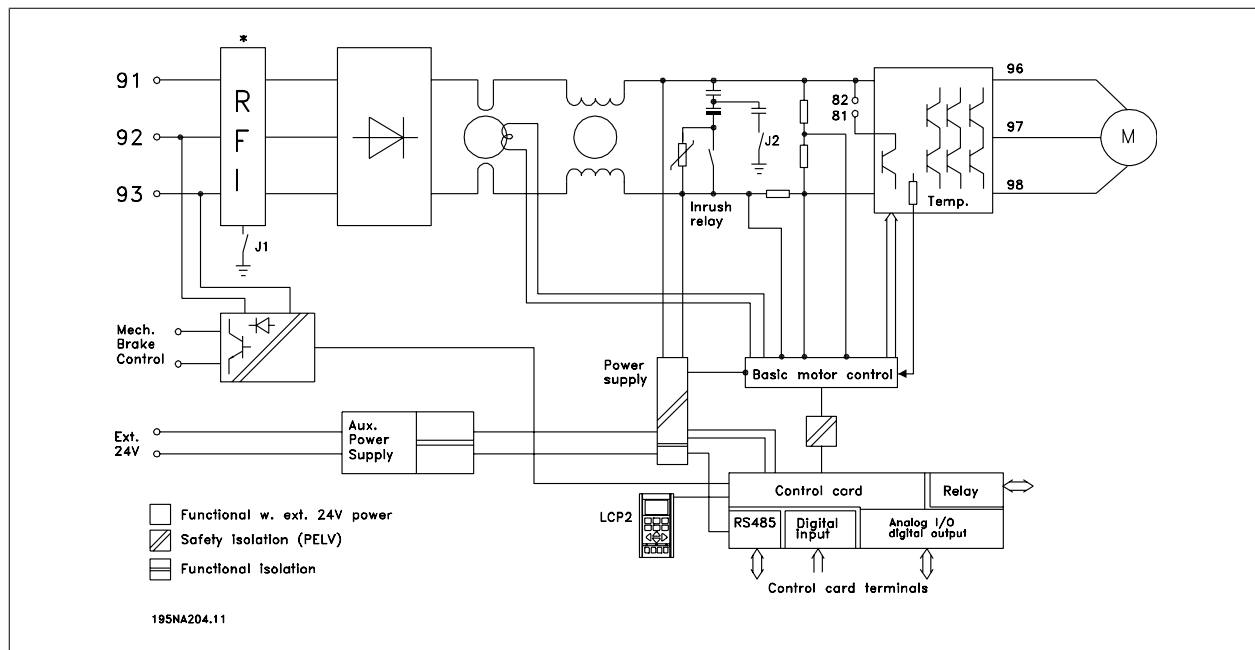 *
91
92
93
R
F
I
J1
J2
82
81
96
97
98
M
Temp.
Inrush
relay
Mech.
Brake
Control
Power
supply
Basic motor control
Ext.
24V
Aux.
Power
Supply
Control card
Relay
LCP2
RS485
Digital
input
Analog I/O
digital output
Control card terminals
Functional w. ext. 24V power
Safety isolation (PELV)
Functional isolation
195NA204.11